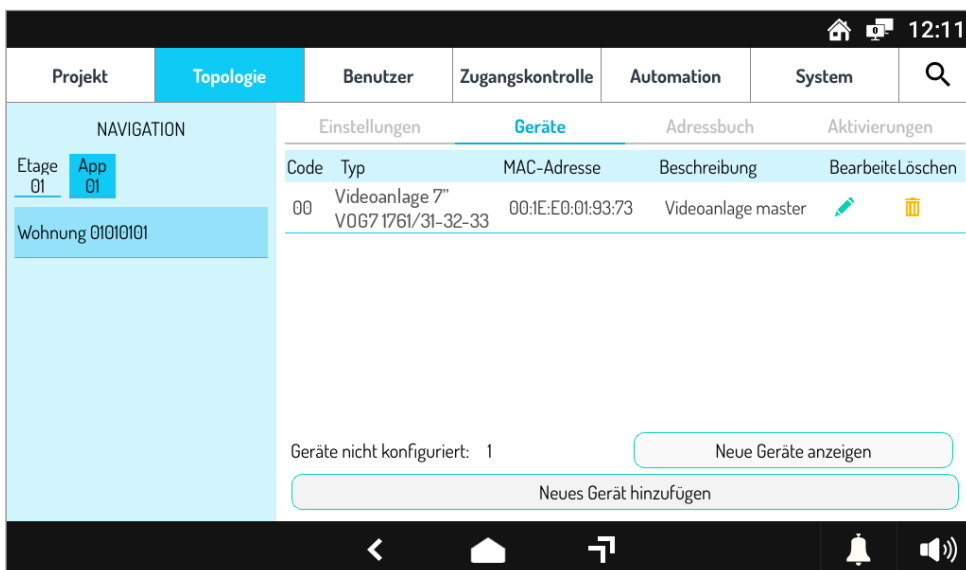 12:11
Projekt Topologie Benutzer Zugangskontrolle Automation System
NAVIGATION
Einstellungen Geräte Adressbuch Aktivierungen
Etage 01
App 01
Code Typ MAC-Adresse Beschreibung Bearbeite Löschen
Wohnung 01010101
00 Videoanlage 7” V067 1761/31-32-33 00:1E:E0:01:93:73 Videoanlage master
Geräte nicht konfiguriert: 1
Neue Geräte anzeigen
Neues Gerät hinzufügen